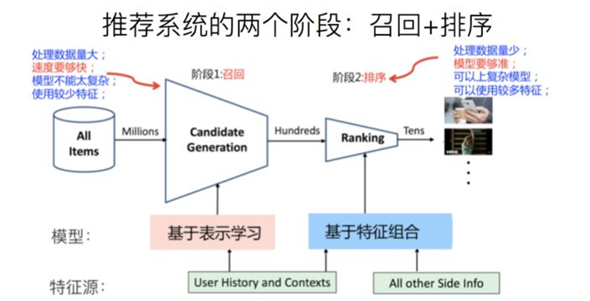 推荐系统的两个阶段：召回+排序
处理数据量大；
速度要够快；
模型不能太复杂；
使用较少特征；
阶段1:召回
阶段2:排序
处理数据量少；
模型要够准；
可以上复杂模型；
可以使用较多特征；
All
Items
Millions
Candidate
Generation
Hundreds
Ranking
Tens
模型：
基于表示学习
基于特征组合
特征源：
User History and Contexts
All other Side Info